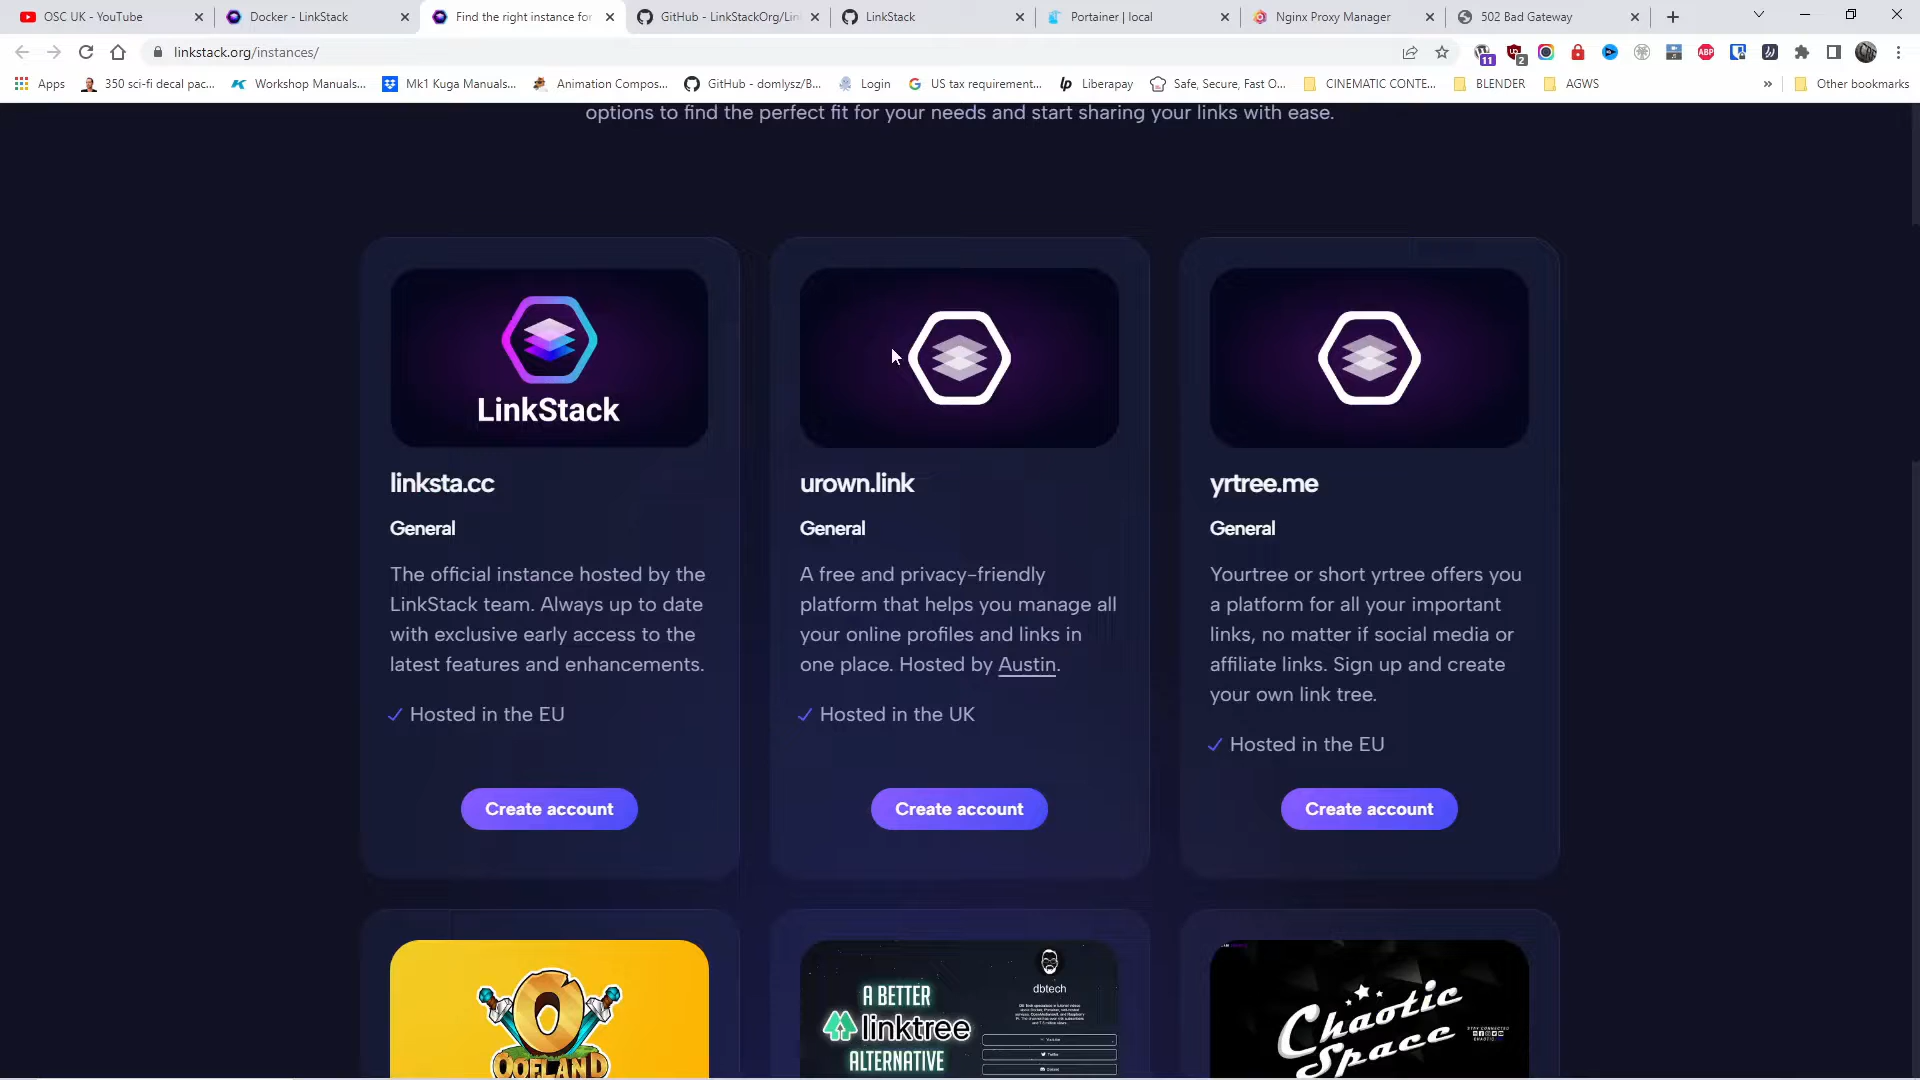 OSC UK - YouTube
Docker - LinkStack
Find the right instance for
GitHub - LinkStackOrg/Lin
LinkStack
Portainer | local
Nginx Proxy Manager
502 Bad Gateway
linkstack.org/instances/
11
2
ABP
Apps
350 sci-fi decal pac...
Workshop Manuals...
Mk1 Kuga Manuals...
Animation Compos...
GitHub - domlysz/B...
Login
US tax requirement...
Liberapay
Safe, Secure, Fast O...
CINEMATIC CONTE...
BLENDER
AGWS
»
Other bookmarks
options to find the perfect fit for your needs and start sharing your links with ease.
LinkStack
linksta.cc
General
The official instance hosted by the
LinkStack team. Always up to date
with exclusive early access to the
latest features and enhancements.
Hosted in the EU
Create account
urown.link
General
A free and privacy-friendly
platform that helps you manage all
your online profiles and links in
one place. Hosted by Austin.
Hosted in the UK
Create account
yrtree.me
General
Yourtree or short yrtree offers you
a platform for all your important
links, no matter if social media or
affiliate links. Sign up and create
your own link tree.
Hosted in the EU
Create account
OOFLAND
A BETTER
linktree
ALTERNATIVE
dbtech
Chaotic
Space